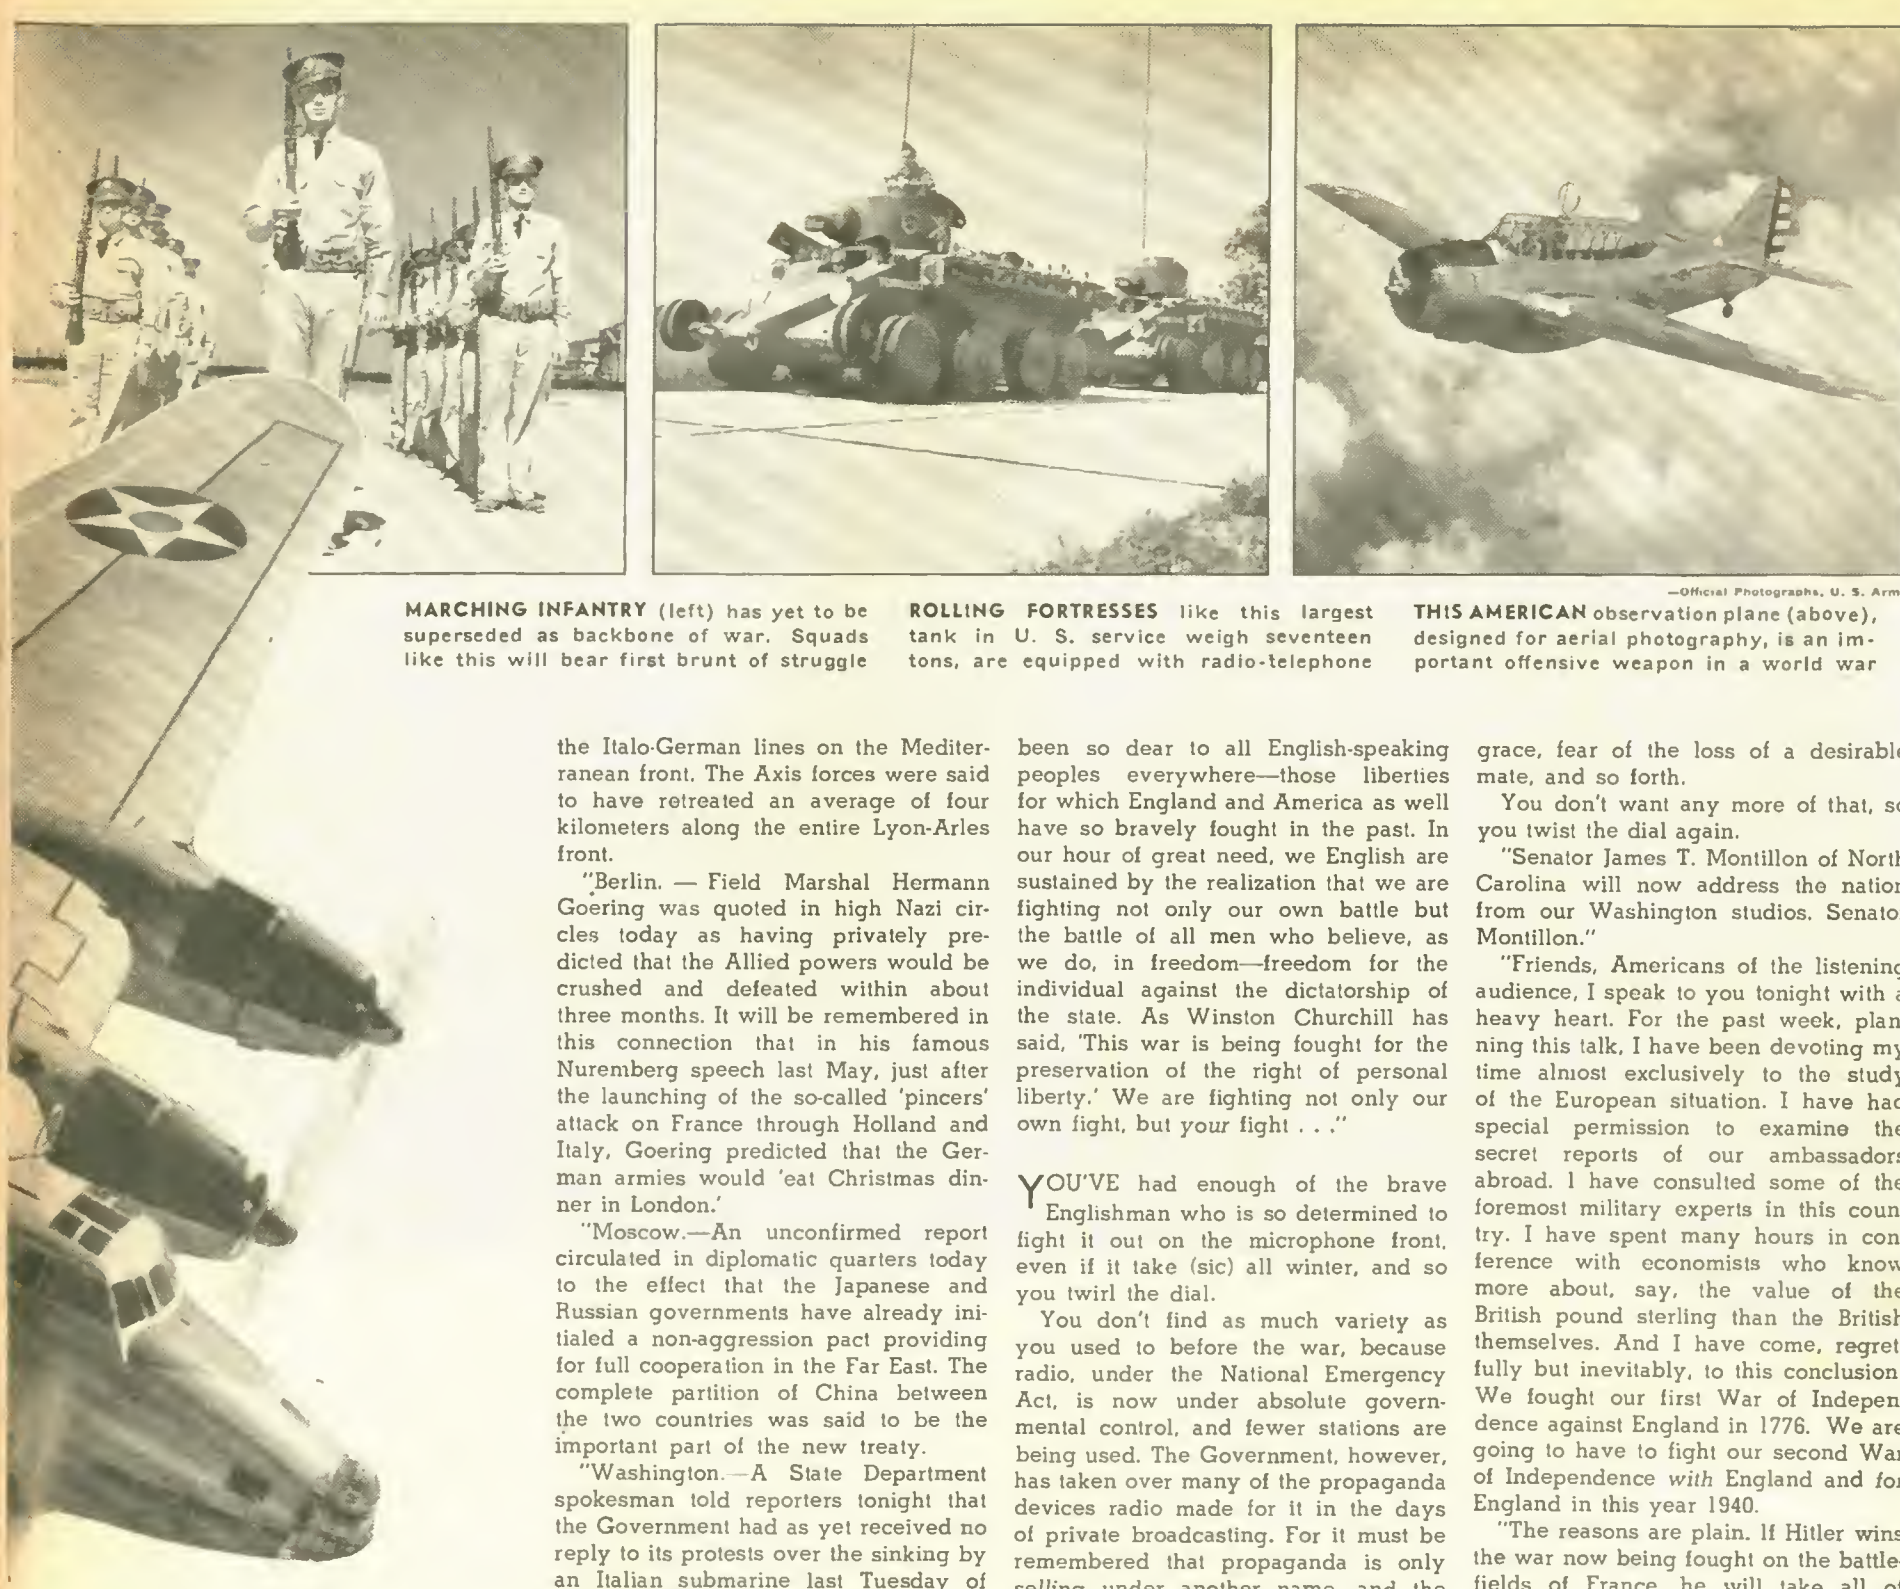 —Official Photographs, U. S. Arm
MARCHING INFANTRY (left) has yet to be
superseded as backbone of war. Squads
like this will bear first brunt of struggle
ROLLING FORTRESSES like this largest
tank in U. S. service weigh seventeen
tons, are equipped with radio-telephone
THIS AMERICAN observation plane (above),
designed for aerial photography, is an im-
portant offensive weapon in a world war
the Italo-German lines on the Mediter-
ranean front. The Axis forces were said
to have retreated an average of four
kilometers along the entire Lyon-Arles
front.
"Berlin. — Field Marshal Hermann
Goering was quoted in high Nazi cir-
cles today as having privately pre-
dicted that the Allied powers would be
crushed and defeated within about
three months. It will be remembered in
this connection that in his famous
Nuremberg speech last May, just after
the launching of the so-called 'pincers'
attack on France through Holland and
Italy, Goering predicted that the Ger-
man armies would 'eat Christmas din-
ner in London.'
"Moscow.—An unconfirmed report
circulated in diplomatic quarters today
to the effect that the Japanese and
Russian governments have already ini-
tialed a non-aggression pact providing
for full cooperation in the Far East. The
complete partition of China between
the two countries was said to be the
important part of the new treaty.
"Washington.—A State Department
spokesman told reporters tonight that
the Government had as yet received no
reply to its protests over the sinking by
an Italian submarine last Tuesday of
been so dear to all English-speaking
peoples everywhere—those liberties
for which England and America as well
have so bravely fought in the past. In
our hour of great need, we English are
sustained by the realization that we are
fighting not only our own battle but
the battle of all men who believe, as
we do, in freedom—freedom for the
individual against the dictatorship of
the state. As Winston Churchill has
said, 'This war is being fought for the
preservation of the right of personal
liberty.' We are fighting not only our
own fight, but your fight . . ."
YOU'VE had enough of the brave
Englishman who is so determined to
fight it out on the microphone front,
even if it take (sic) all winter, and so
you twirl the dial.
You don't find as much variety as
you used to before the war, because
radio, under the National Emergency
Act, is now under absolute govern-
mental control, and fewer stations are
being used. The Government, however,
has taken over many of the propaganda
devices radio made for it in the days
of private broadcasting. For it must be
remembered that propaganda is only
selling under another name, and the
grace, fear of the loss of a desirable
mate, and so forth.
You don't want any more of that, so
you twist the dial again.
"Senator James T. Montillon of North
Carolina will now address the nation
from our Washington studios. Senator
Montillon."
"Friends, Americans of the listening
audience, I speak to you tonight with a
heavy heart. For the past week, plan
ning this talk, I have been devoting my
time almost exclusively to the study
of the European situation. I have had
special permission to examine the
secret reports of our ambassadors
abroad. I have consulted some of the
foremost military experts in this coun
try. I have spent many hours in con
ference with economists who know
more about, say, the value of the
British pound sterling than the British
themselves. And I have come, regret
fully but inevitably, to this conclusion
We fought our first War of Indepen
dence against England in 1776. We are
going to have to fight our second War
of Independence with England and for
England in this year 1940.
"The reasons are plain. If Hitler wins
the war now being fought on the battle-
fields of France, he will take all of